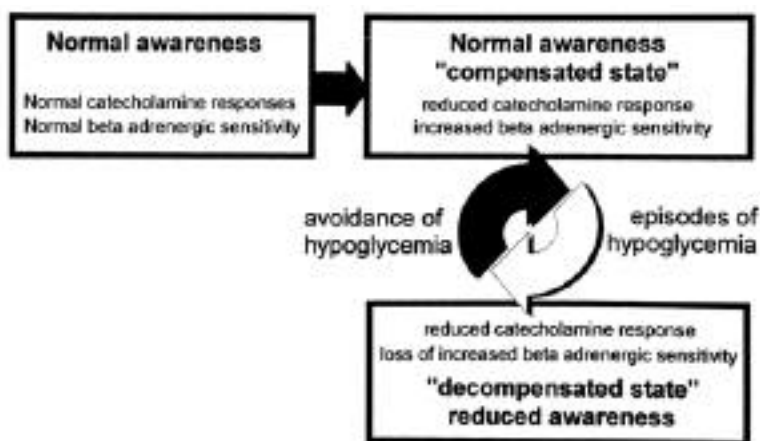 Normal awareness
Normal catecholamine responses
Normal beta adrenergic sensitivity
Normal awareness
"compensated state"
reduced catecholamine response
increased beta adrenergic sensitivity
avoidance of
hypoglycemia
episodes of
hypoglycemia
reduced catecholamine response
loss of increased beta adrenergic sensitivity
"decompensated state"
reduced awareness